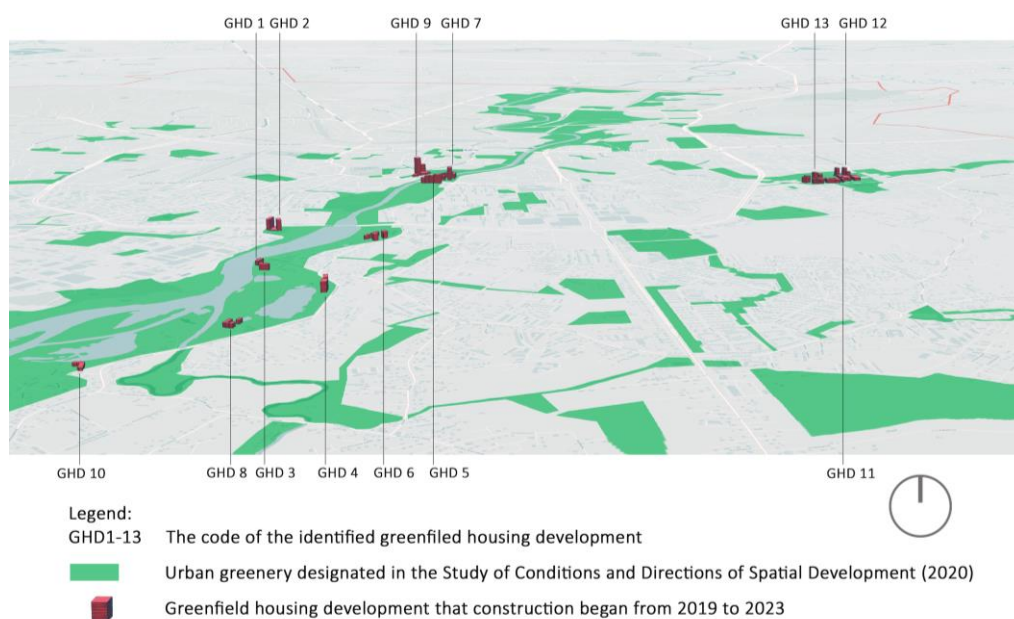 GHD 1 GHD 2 GHD 9 GHD 7 GHD 13 GHD 12
GHD 10 GHD 8 GHD 3 GHD 4 GHD 6 GHD 5 GHD 11
Legend:
GHD1-13 The code of the identified greenfiled housing development
Urban greenery designated in the Study of Conditions and Directions of Spatial Development (2020)
Greenfield housing development that construction began from 2019 to 2023